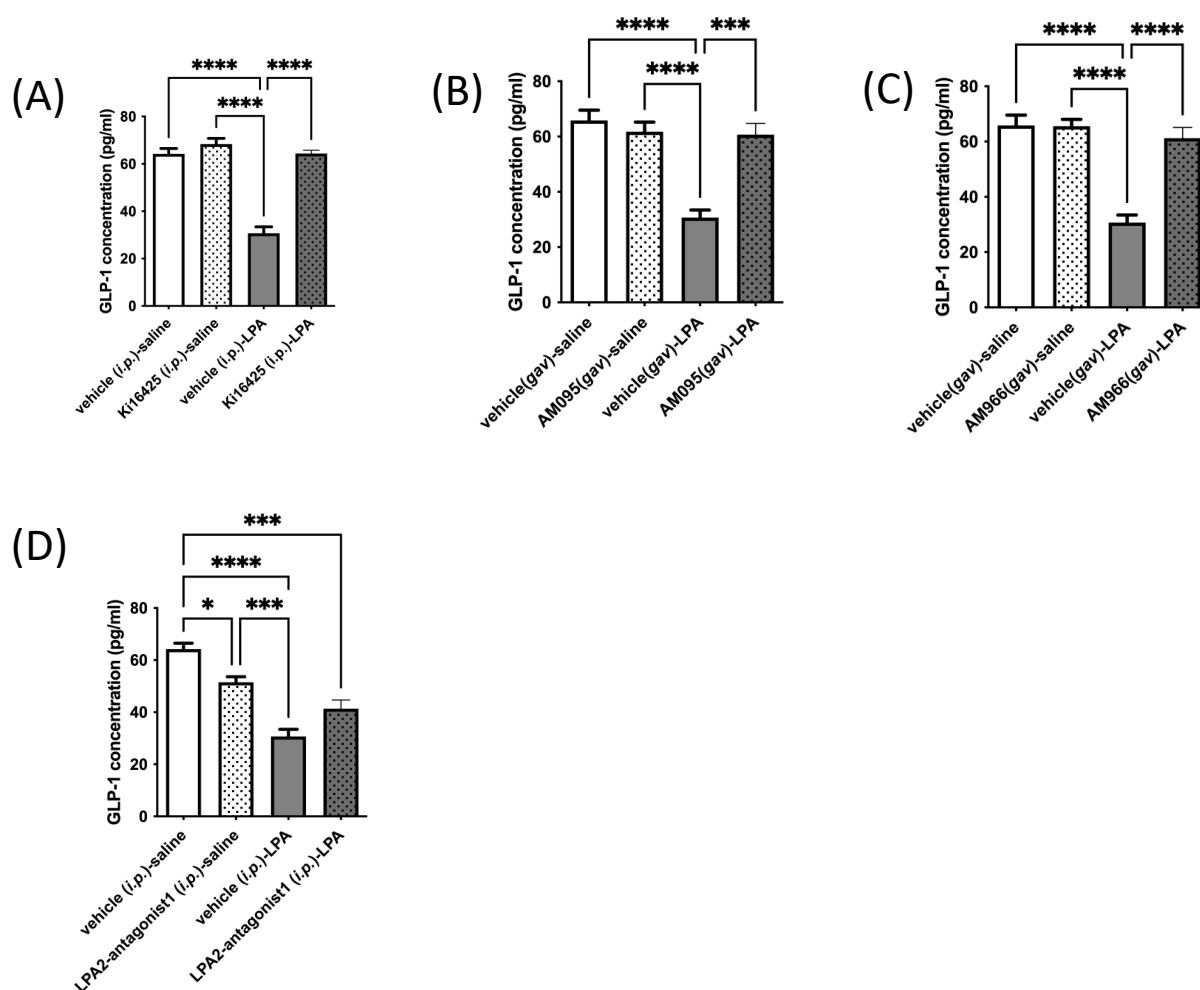 (A)
**** ****
****
GLP-1 concentration (pg/ml)
80
60
40
20
0
vehicle (i.p.)-saline
Ki16425 (i.p.)-saline
vehicle (i.p.)-LPA
Ki16425 (i.p.)-LPA
(B)
**** ***
****
GLP-1 concentration (pg/ml)
80
60
40
20
0
vehicle(gav)-saline
AM095(gav)-saline
vehicle(gav)-LPA
AM095(gav)-LPA
(C)
**** ****
****
GLP-1 concentration (pg/ml)
80
60
40
20
0
vehicle(gav)-saline
AM966(gav)-saline
vehicle(gav)-LPA
AM966(gav)-LPA
(D)
***
****
* ***
GLP-1 concentration (pg/ml)
80
60
40
20
0
vehicle (i.p.)-saline
LPA2-antagonist1 (i.p.)-saline
vehicle (i.p.)-LPA
LPA2-antagonist1 (i.p.)-LPA